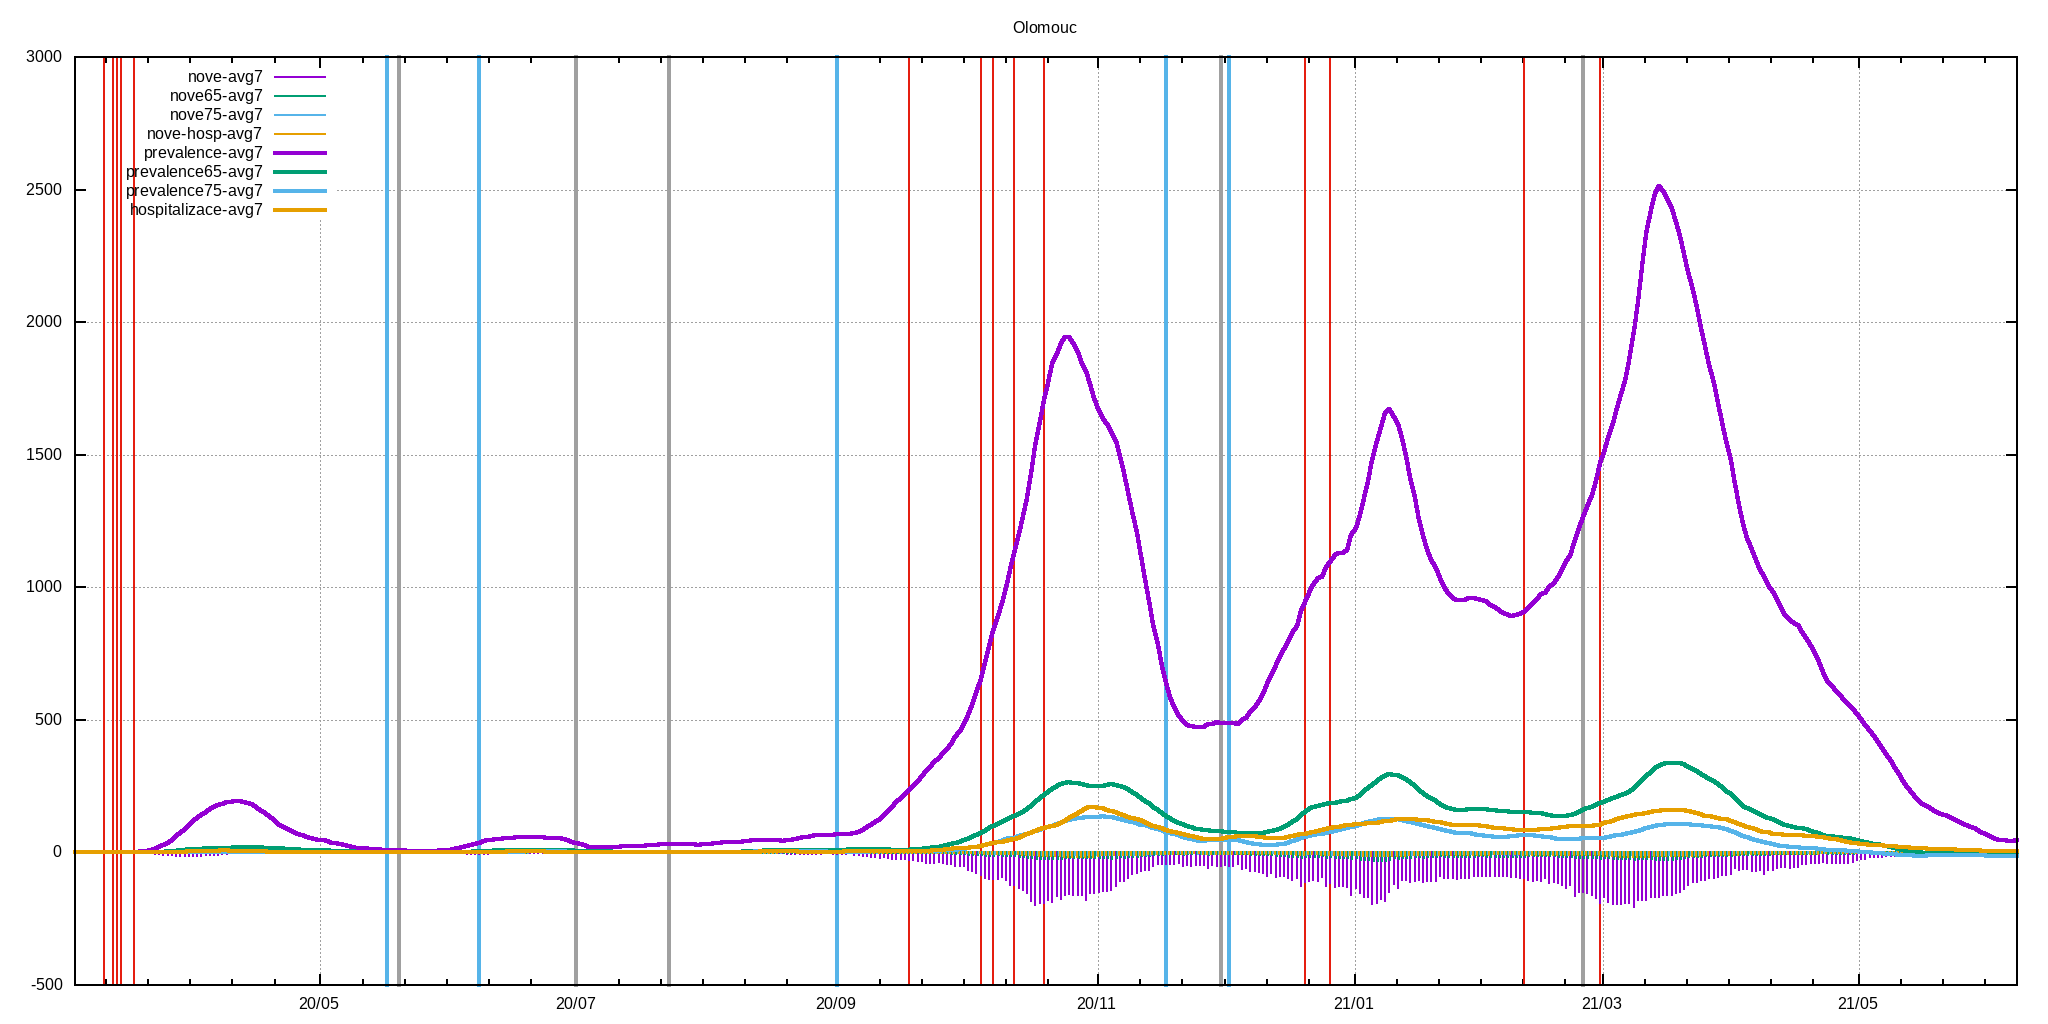 Olomouc
3000
2500
2000
1500
1000
500
0
-500
nove-avg7
nove65-avg7
nove75-avg7
nove-hosp-avg7
prevalence-avg7
prevalence65-avg7
prevalence75-avg7
hospitalizace-avg7
20/05 20/07 20/09 20/11 21/01 21/03 21/05